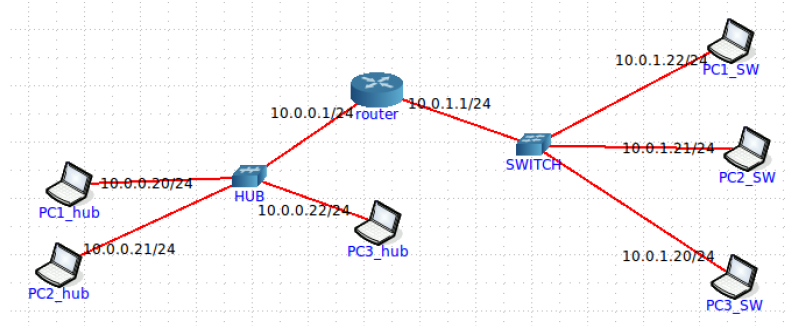 10.0.1.22/24
PC1_SW
10.0.0.1/24
router
10.0.1.1/24
SWITCH
10.0.1.21/24
PC2_SW
10.0.0.20/24
PC1_hub
HUB
10.0.0.22/24
PC3_hub
10.0.0.21/24
PC2_hub
10.0.1.20/24
PC3_SW